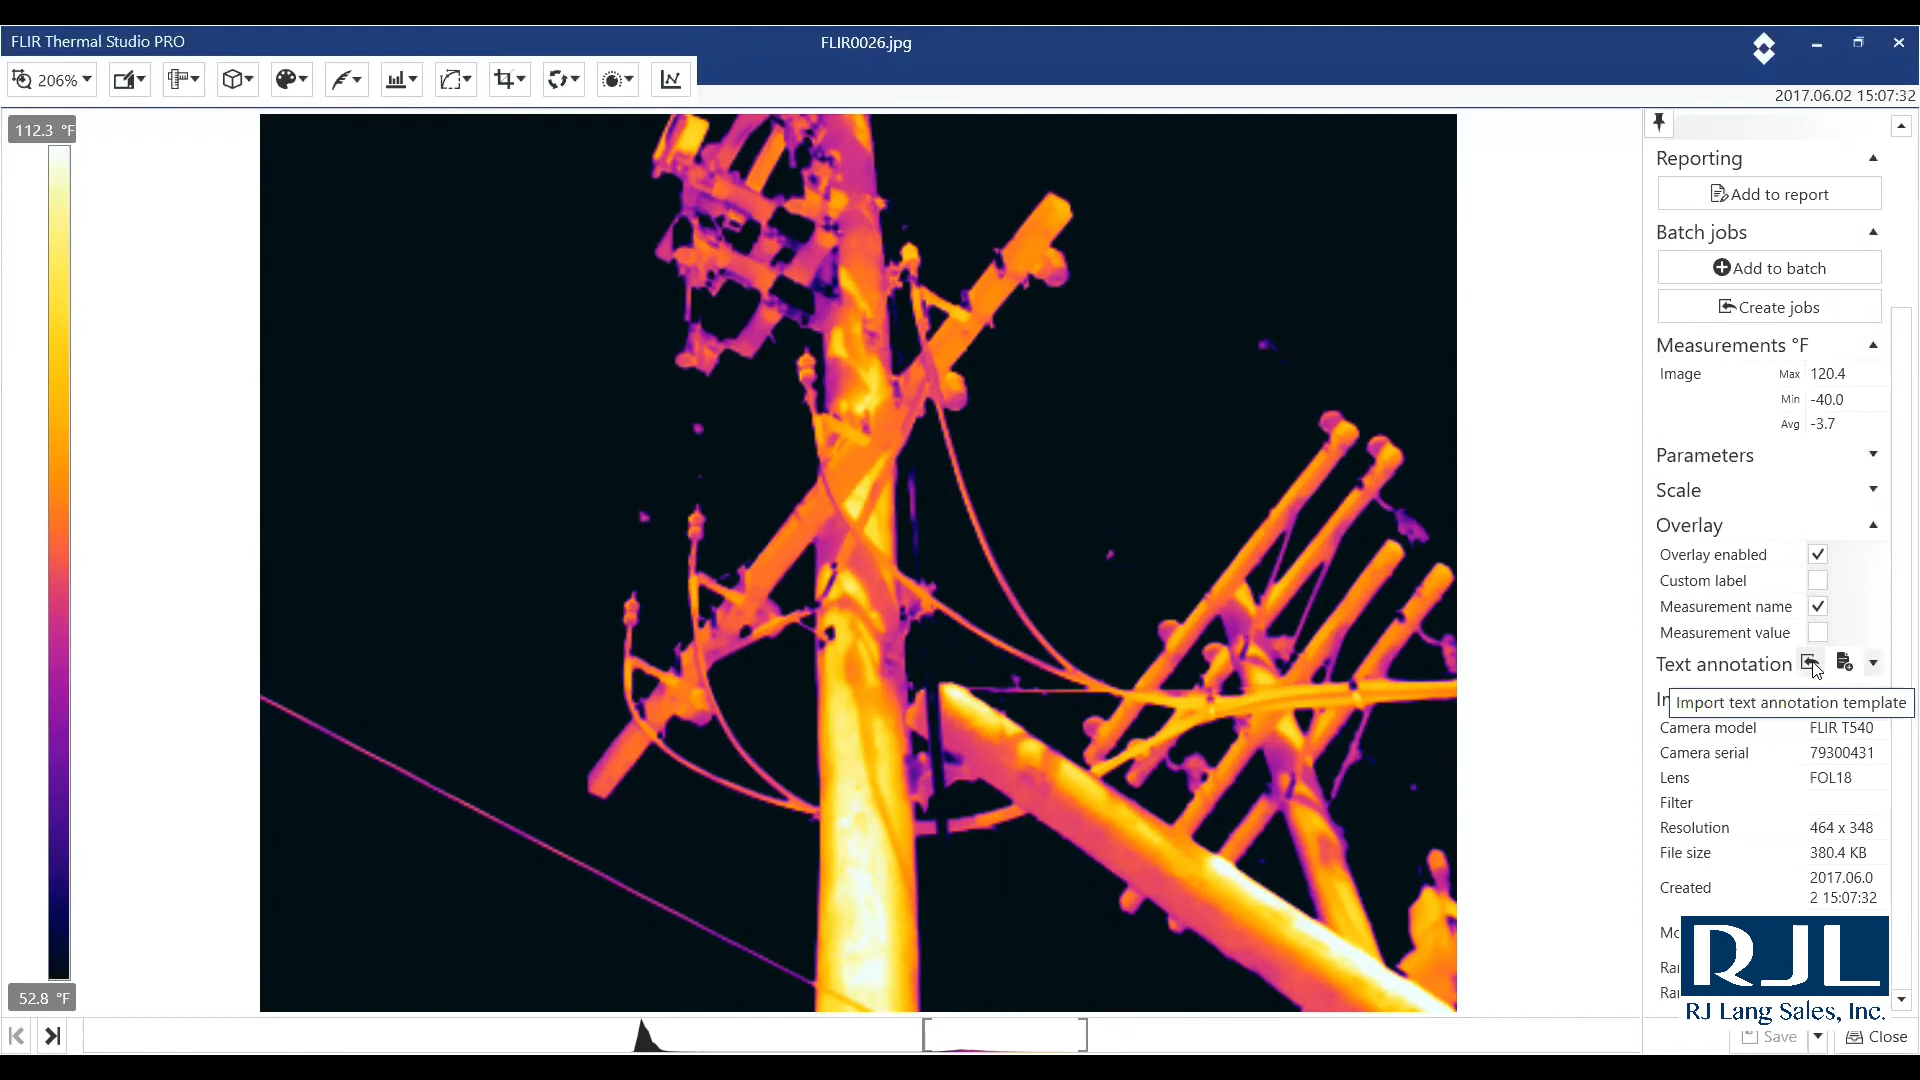 FLIR Thermal Studio PRO
FLIR0026.jpg
206%
2017.06.02 15:07:32
112.3 °F
52.8 °F
Reporting
Add to report
Batch jobs
Add to batch
Create jobs
Measurements °F
Image Max 120.4
Min -40.0
Avg -3.7
Parameters
Scale
Overlay
Overlay enabled
Custom label
Measurement name
Measurement value
Text annotation
Import text annotation template
Camera model FLIR T540
Camera serial 79300431
Lens FOL18
Filter
Resolution 464 x 348
File size 380.4 KB
Created 2017.06.0
2 15:07:32
RJL
RJ Lang Sales, Inc.
Save
Close